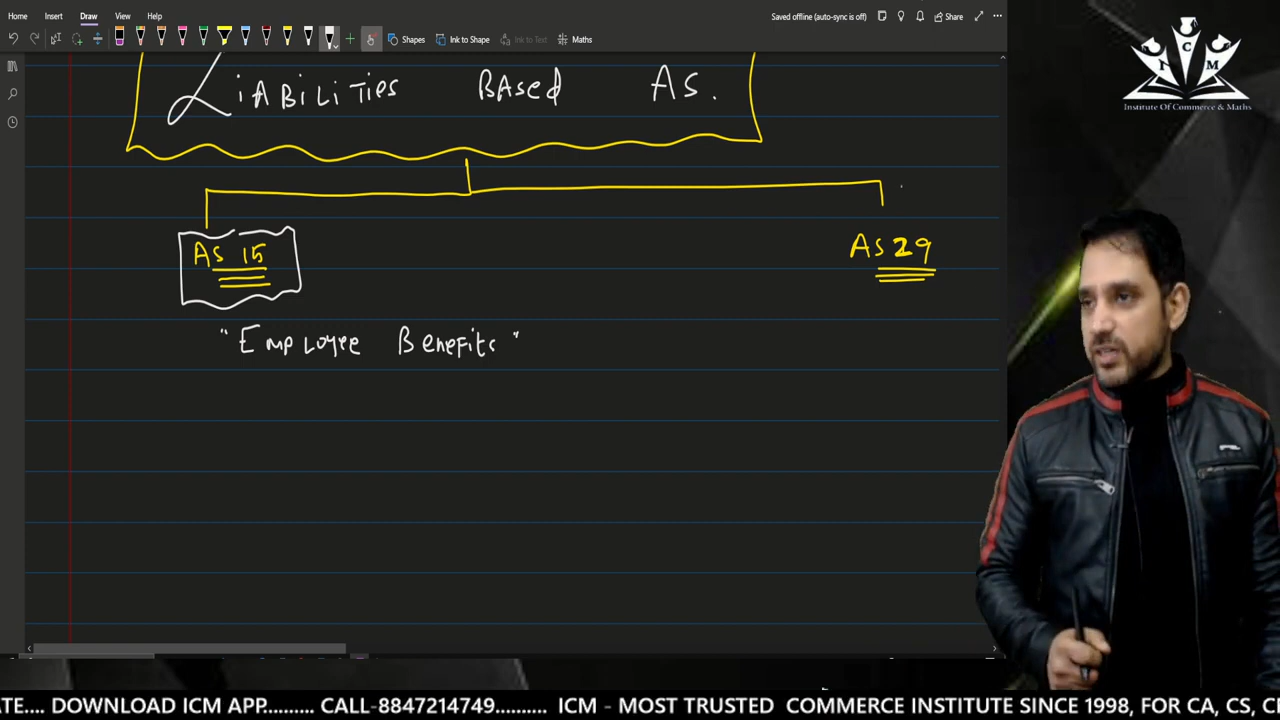 Home Insert Draw View Help
Saved offline (auto-sync is off)
Share
Shapes
Ink to Shape
Ink to Text
Maths
LiABiLiTies BAsed As.
I C M
Institute Of Commerce & Maths
As 15
As 29
"Employee Benefits"
ATE.... DOWNLOAD ICM APP......... CALL-8847214749.......... ICM - MOST TRUSTED COMMERCE INSTITUTE SINCE 1998, FOR CA, CS, C